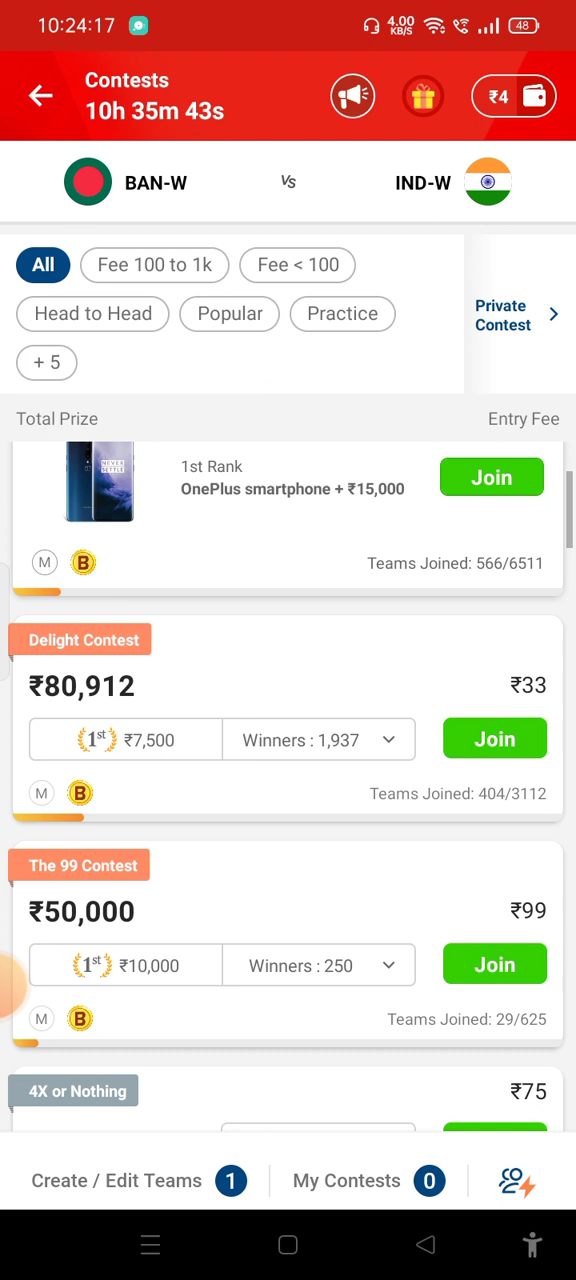 10:24:17
4.00
KB/S
48
Contests
10h 35m 43s
₹4
BAN-W
Vs
IND-W
All
Fee 100 to 1k
Fee < 100
Head to Head
Popular
Practice
+ 5
Private
Contest
Total Prize
Entry Fee
NEVER
SETTLE
1st Rank
OnePlus smartphone + ₹15,000
Join
M
B
Teams Joined: 566/6511
Delight Contest
₹80,912
₹33
1st ₹7,500
Winners : 1,937
Join
M
B
Teams Joined: 404/3112
The 99 Contest
₹50,000
₹99
1st ₹10,000
Winners : 250
Join
M
B
Teams Joined: 29/625
4X or Nothing
₹75
Create / Edit Teams 1
My Contests 0